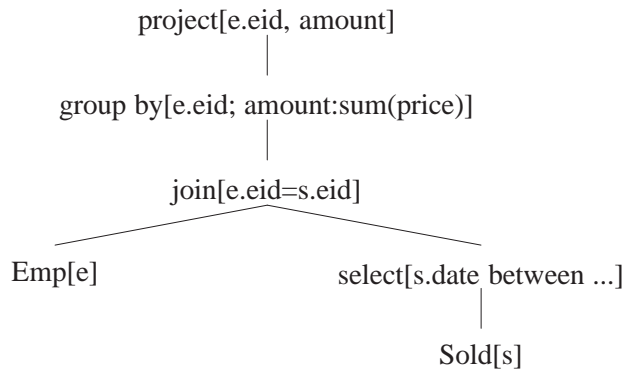 project[e.eid, amount]
group by[e.eid; amount:sum(price)]
join[e.eid=s.eid]
Emp[e]
select[s.date between ...]
Sold[s]